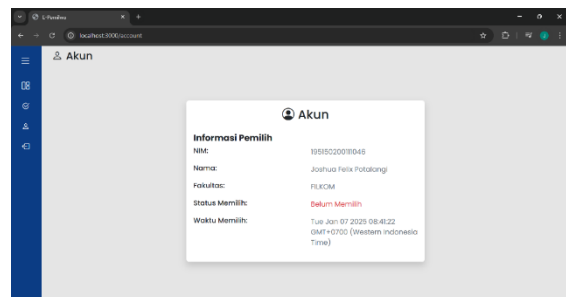 E-Pemilwa
localhost:3000/account
Akun
Akun
Informasi Pemilih
NIM: 195150200111046
Nama: Joshua Felix Potalangi
Fakultas: FILKOM
Status Memilih: Belum Memilih
Waktu Memilih: Tue Jan 07 2025 08:41:22
GMT+0700 (Western Indonesia
Time)